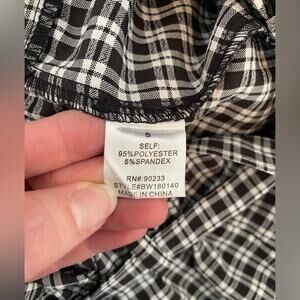 S
SELF:
95%POLYESTER
5%SPANDEX
RN#:90233
STYLE#BW180140
MADE IN CHINA